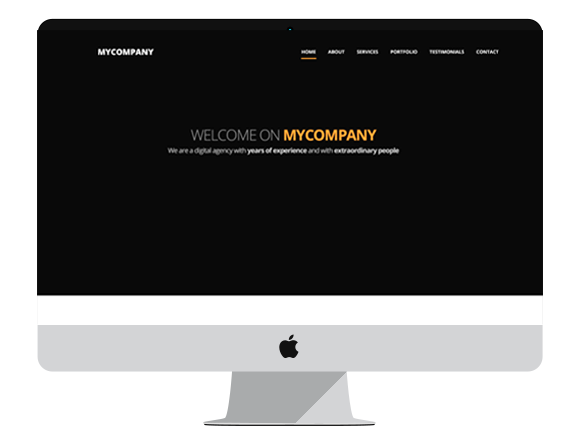 MYCOMPANY
HOME ABOUT SERVICES PORTFOLIO TESTIMONIALS CONTACT
WELCOME ON MYCOMPANY
We are a digital agency with years of experience and with extraordinary people